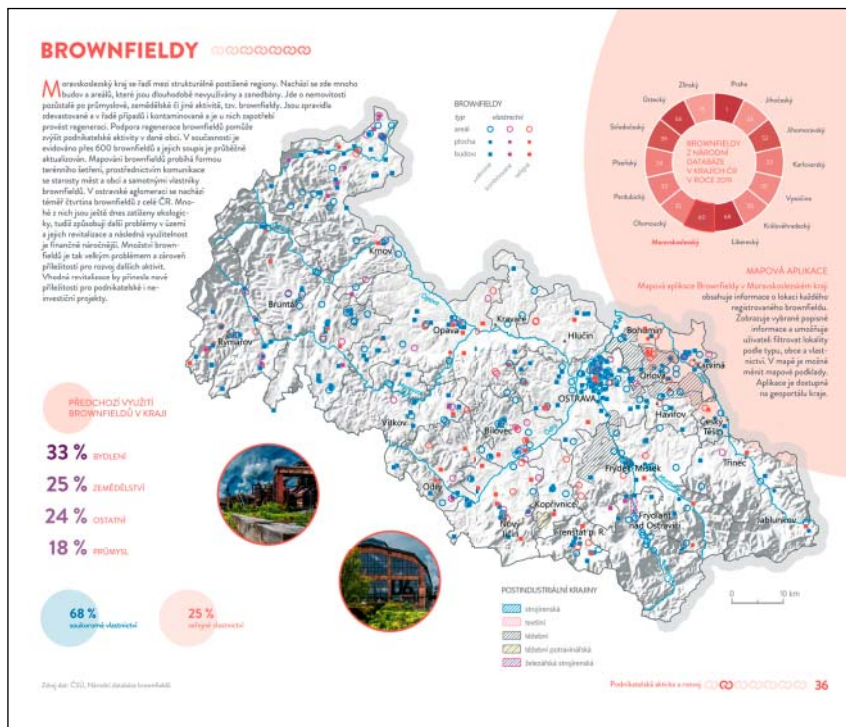 BROWNFIELDY
Moravskoslezský kraj se řadí mezi strukturálně postižené regiony. Nachází se zde mnoho
budov a areálů, které jsou dlouhodobě nevyužívány a zanedbány. Jde o nemovitosti
pozůstalé po průmyslové, zemědělské či jiné aktivitě, tzv. brownfieldy. Jsou zpravidla
zdevastované a v řadě případů i kontaminované a je u nich zapotřebí
provést regeneraci. Podpora regenerace brownfieldů pomůže
zvýšit podnikatelské aktivity v dané obci. V současnosti je
evidováno přes 600 brownfieldů a jejich soupis je průběžně
aktualizován. Mapování brownfieldů probíhá formou
terénního šetření, prostřednictvím komunikace
se starosty měst a obcí a samotnými vlastníky
brownfieldů. V ostravské aglomeraci se nachází
téměř čtvrtina brownfieldů z celé ČR. Mno-
hé z nich jsou ještě dnes zatíženy ekologic-
ky, tudíž způsobují další problémy v území
a jejich revitalizace a následná využitelnost
je finančně náročnější. Množství brown-
fieldů je tak velkým problémem a zároveň
příležitostí pro rozvoj dalších aktivit.
Vhodná revitalizace by přinesla nové
příležitosti pro podnikatelské i ne-
investiční projekty.
BROWNFIELDY
typ vlastnictví
areál
plocha
budova
soukromé
kombinované
veřejné
Zlínský
Praha
Ústecký
Jihočeský
Středočeský
Jihomoravský
Plzeňský
Karlovarský
Pardubický
Vysočina
Olomoucký
Královéhradecký
Moravskoslezský
Liberecký
BROWNFIELDY
Z NÁRODNÍ
DATABÁZE
V KRAJÍCH ČR
V ROCE 2019
MAPOVÁ APLIKACE
Mapová aplikace Brownfieldy v Moravskoslezském kraji
obsahuje informace o lokaci každého
registrovaného brownfieldu.
Zobrazuje vybrané popisné
informace a umožňuje
uživateli filtrovat lokality
podle typu, obce a vlast-
nictví. V mapě je možné
měnit mapové podklady.
Aplikace je dostupná
na geoportálu kraje.
Krnov
Bruntál
Rýmařov
Opava
Opava
Kravaře
Hlučín
Bohumín
Orlová
Karviná
OSTRAVA
Havířov
Český
Těšín
Vítkov
Bílovec
Odra
Odry
Třinec
Frýdek-Místek
Kopřivnice
Nový
Jičín
Frenštát p. R.
Frýdlant
nad Ostravicí
Jablunkov
PŘEDCHOZÍ VYUŽITÍ
BROWNFIELDŮ V KRAJI
33 % BYDLENÍ
25 % ZEMĚDĚLSTVÍ
24 % OSTATNÍ
18 % PRŮMYSL
68 %
soukromé vlastnictví
25 %
veřejné vlastnictví
U6
POSTINDUSTRIÁLNÍ KRAJINY
strojírenská
textilní
těžební
těžební potravinářská
železářská strojírenská
0 10 km
Zdroj dat: ČSÚ, Národní databáze brownfieldů
Podnikatelská aktivita a rozvoj 36